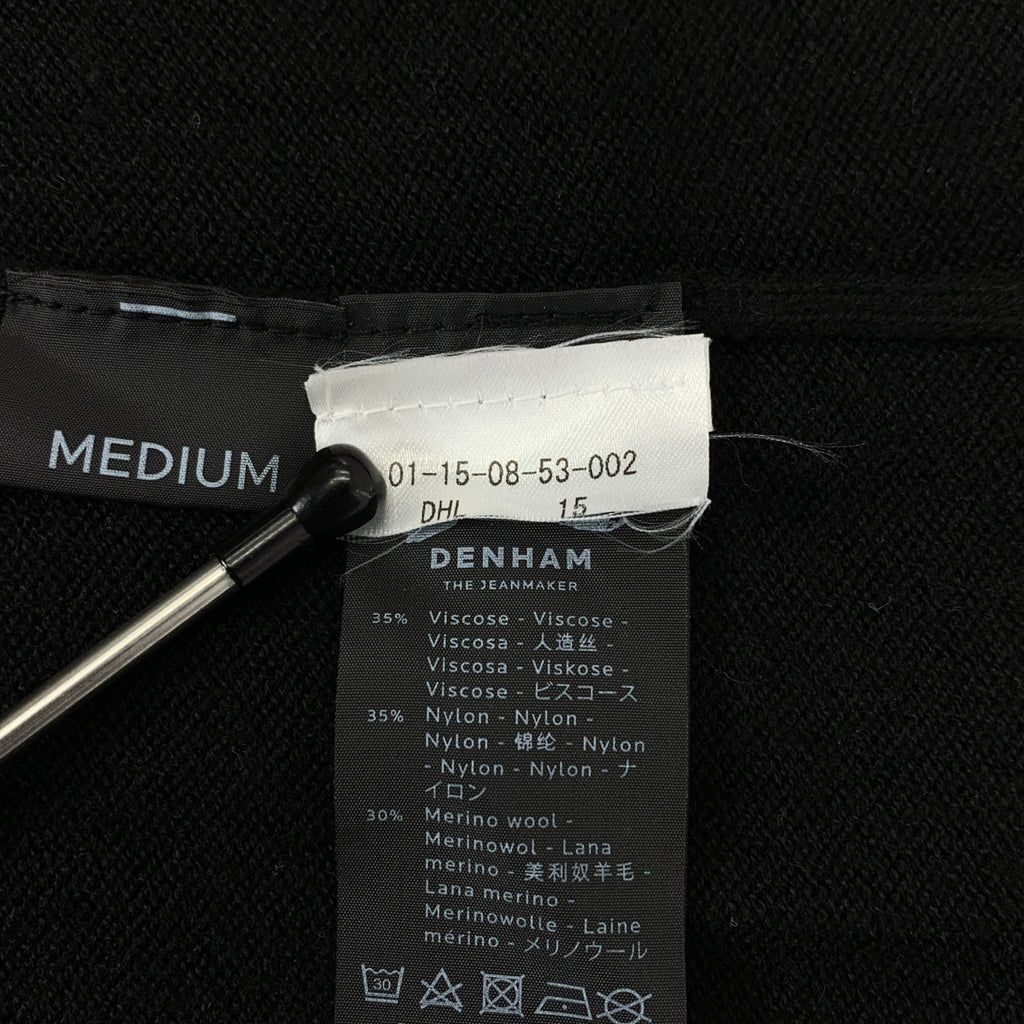 MEDIUM
01-15-08-53-002
DHL 15
DENHAM
THE JEANMAKER
35% Viscose - Viscose -
Viscosa - 人造丝 -
Viscosa - Viskose -
Viscose - ビスコース
35% Nylon - Nylon -
Nylon - 锦纶 - Nylon
- Nylon - Nylon - ナ
イロン
30% Merino wool -
Merinowol - Lana
merino - 美利奴羊毛 -
Lana merino -
Merinowolle - Laine
mérino - メリノウール
30